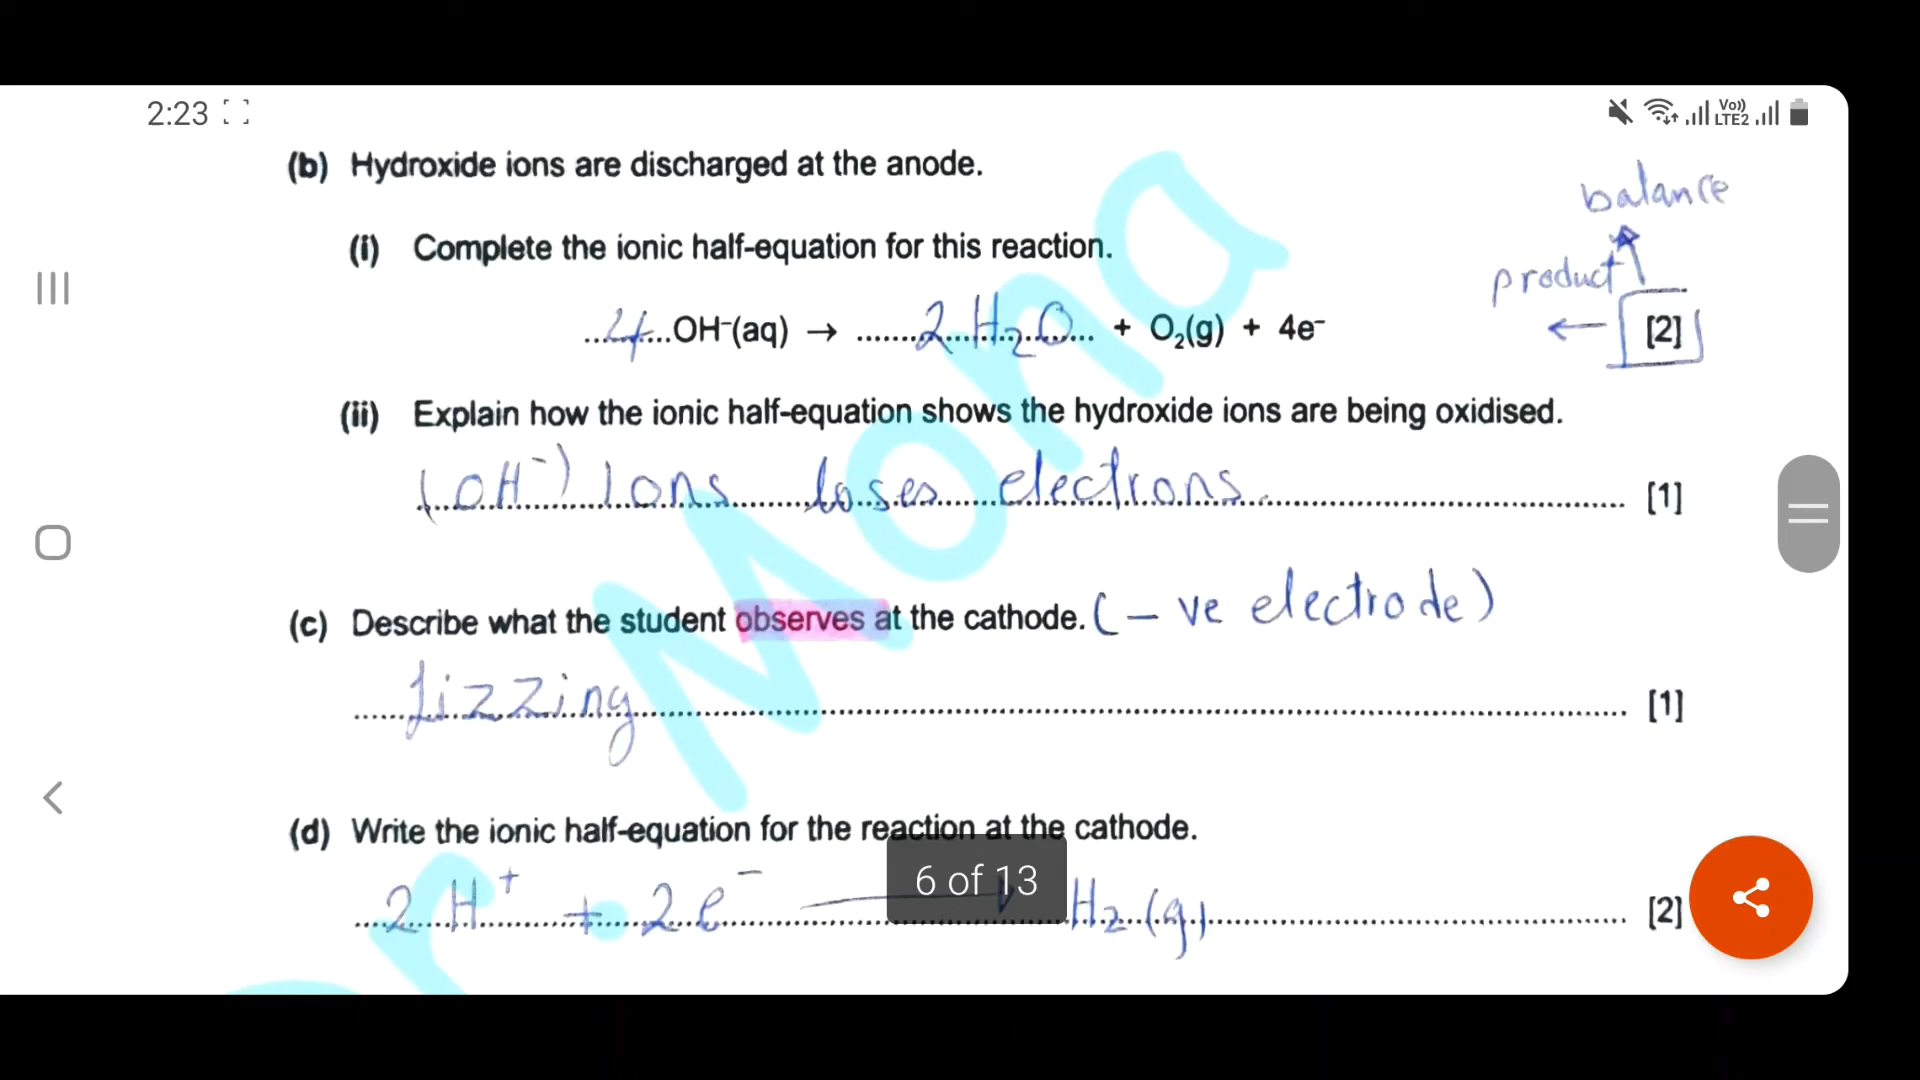 2:23
Vo)) LTE2
(b) Hydroxide ions are discharged at the anode.
balance
(i) Complete the ionic half-equation for this reaction.
product
...4...OH⁻(aq) → ......2 H₂O...... + O₂(g) + 4e⁻ [2]
(ii) Explain how the ionic half-equation shows the hydroxide ions are being oxidised.
(OH⁻) Ions loses electrons. [1]
(c) Describe what the student observes at the cathode. (- ve electrode)
fizzing [1]
(d) Write the ionic half-equation for the reaction at the cathode.
6 of 13
2 H⁺ + 2e⁻ → H₂(g) [2]
Mona